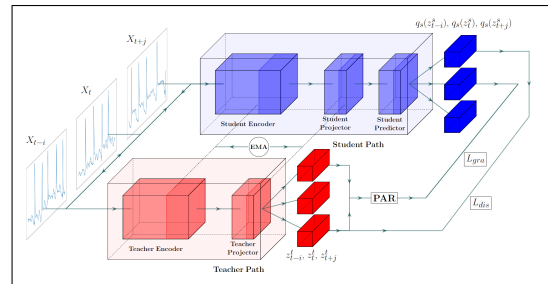 q_s(z^s_{t-i}), q_s(z^s_t), q_s(z^s_{t+j})
X_{t+j}
X_t
X_{t-i}
Student Encoder
Student
Projector
Student
Predictor
EMA
Student Path
L_{gra}
PAR
L_{dis}
Teacher Encoder
Teacher
Projector
z^t_{t-i}, z^t_t, z^t_{t+j}
Teacher Path